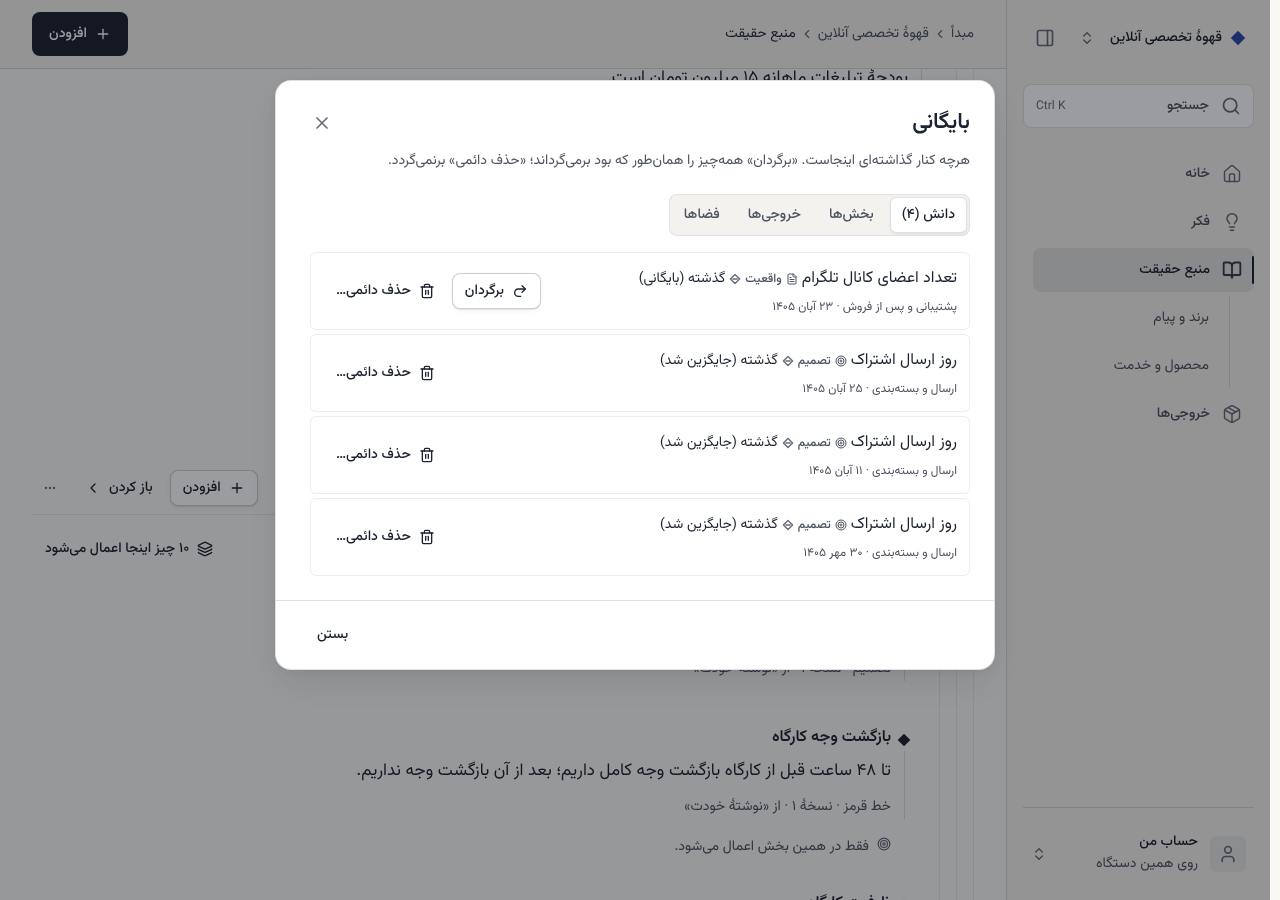 قهوهٔ تخصصی آنلاین
جستجو
Ctrl K
خانه
فکر
منبع حقیقت
برند و پیام
محصول و خدمت
خروجی‌ها
حساب من
روی همین دستگاه
مبدأ
قهوهٔ تخصصی آنلاین
منبع حقیقت
افزودن
بودجهٔ تبلیغات ماهانه ۱۵ میلیون تومان است
بایگانی
هرچه کنار گذاشته‌ای اینجاست. «برگردان» همه‌چیز را همان‌طور که بود برمی‌گرداند؛ «حذف دائمی» برنمی‌گردد.
دانش (۴)
بخش‌ها
خروجی‌ها
فضاها
تعداد اعضای کانال تلگرام واقعیت گذشته (بایگانی)
پشتیبانی و پس از فروش · ۲۳ آبان ۱۴۰۵
برگردان
حذف دائمی…
روز ارسال اشتراک تصمیم گذشته (جایگزین شد)
ارسال و بسته‌بندی · ۲۵ آبان ۱۴۰۵
حذف دائمی…
روز ارسال اشتراک تصمیم گذشته (جایگزین شد)
ارسال و بسته‌بندی · ۱۱ آبان ۱۴۰۵
حذف دائمی…
روز ارسال اشتراک تصمیم گذشته (جایگزین شد)
ارسال و بسته‌بندی · ۳۰ مهر ۱۴۰۵
حذف دائمی…
بستن
افزودن
باز کردن
۱۰ چیز اینجا اعمال می‌شود
بازگشت وجه کارگاه
تا ۴۸ ساعت قبل از کارگاه بازگشت وجه کامل داریم؛ بعد از آن بازگشت وجه نداریم.
خط قرمز · نسخهٔ ۱ · از «نوشتهٔ خودت»
فقط در همین بخش اعمال می‌شود.